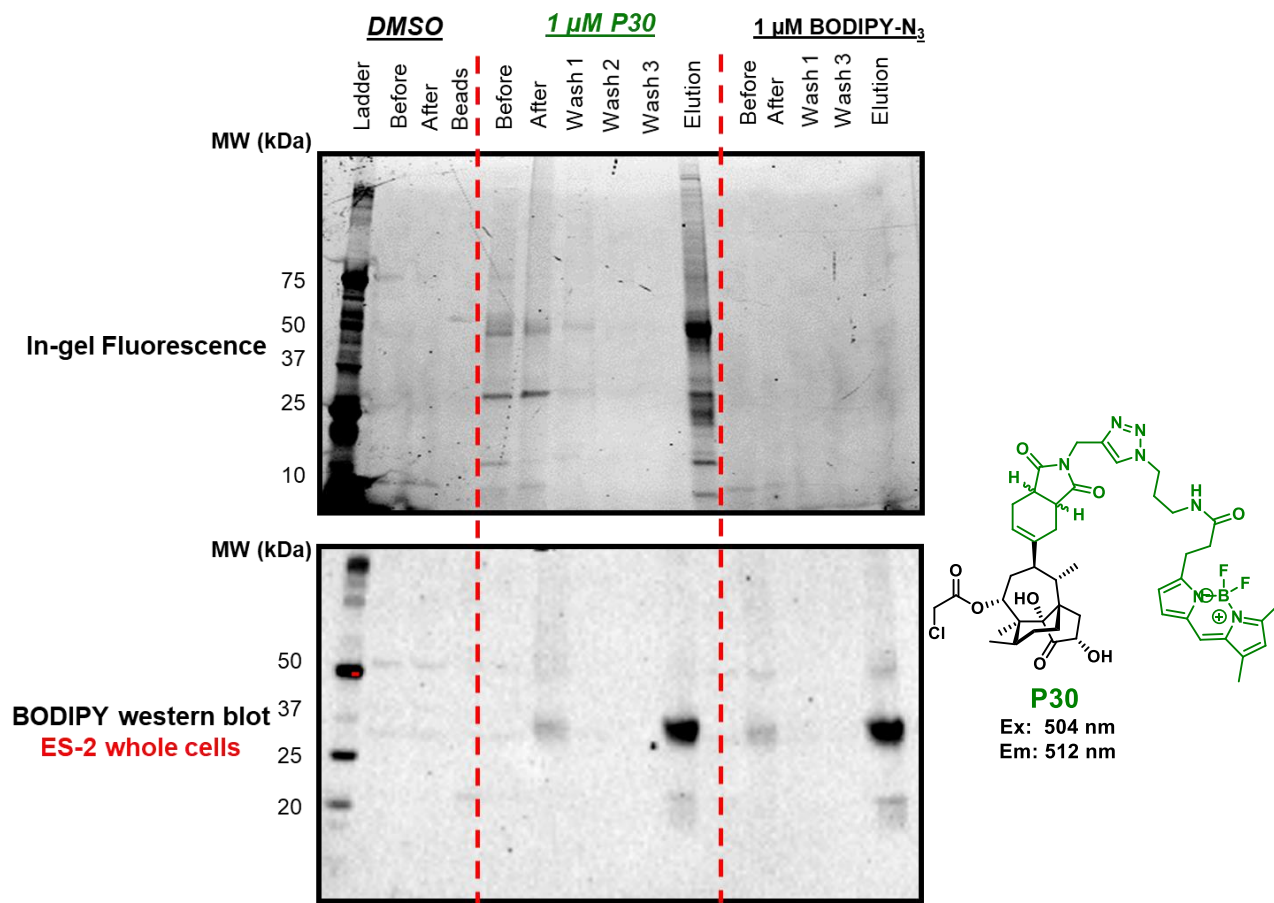 DMSO
1 µM P30
1 µM BODIPY-N3
Ladder
Before
After
Beads
Before
After
Wash 1
Wash 2
Wash 3
Elution
Before
After
Wash 1
Wash 3
Elution
MW (kDa)
75
50
37
25
10
In-gel Fluorescence
MW (kDa)
50
37
25
20
BODIPY western blot
ES-2 whole cells
N
N
N
O
N
O
H
H
H
N
O
F
F
N
B
N
O
O
Cl
HO
O
OH
P30
Ex: 504 nm
Em: 512 nm